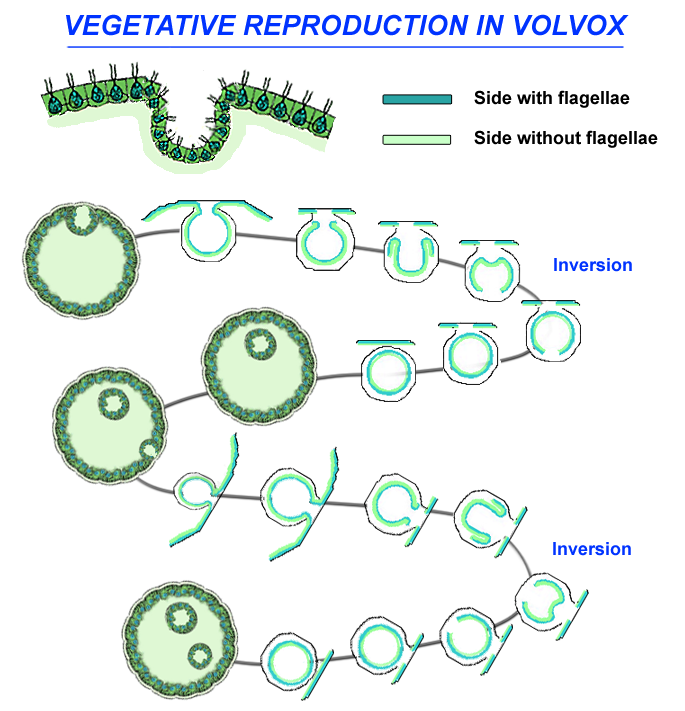 VEGETATIVE REPRODUCTION IN VOLVOX
Side with flagellae
Side without flagellae
Inversion
Inversion